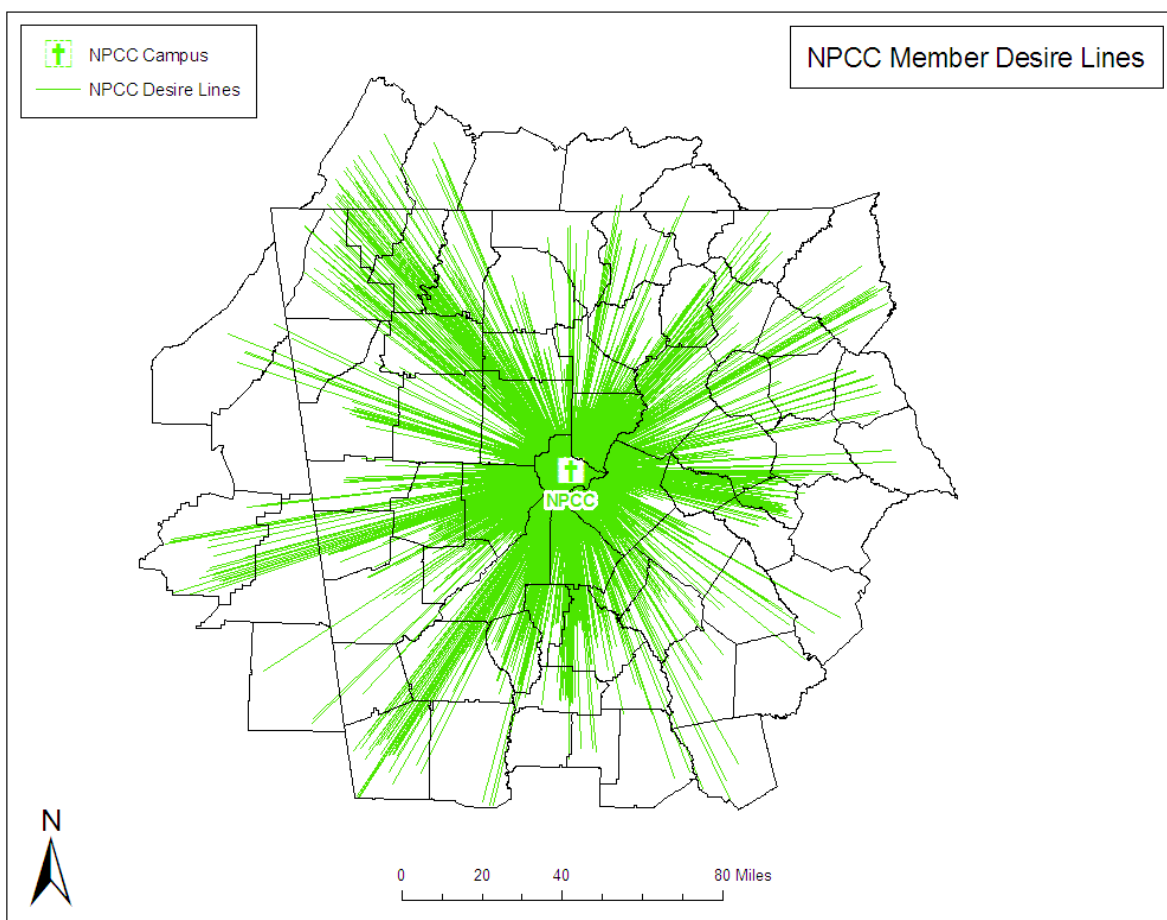 NPCC Campus
NPCC Desire Lines
NPCC Member Desire Lines
NPCC
N
0 20 40 80 Miles